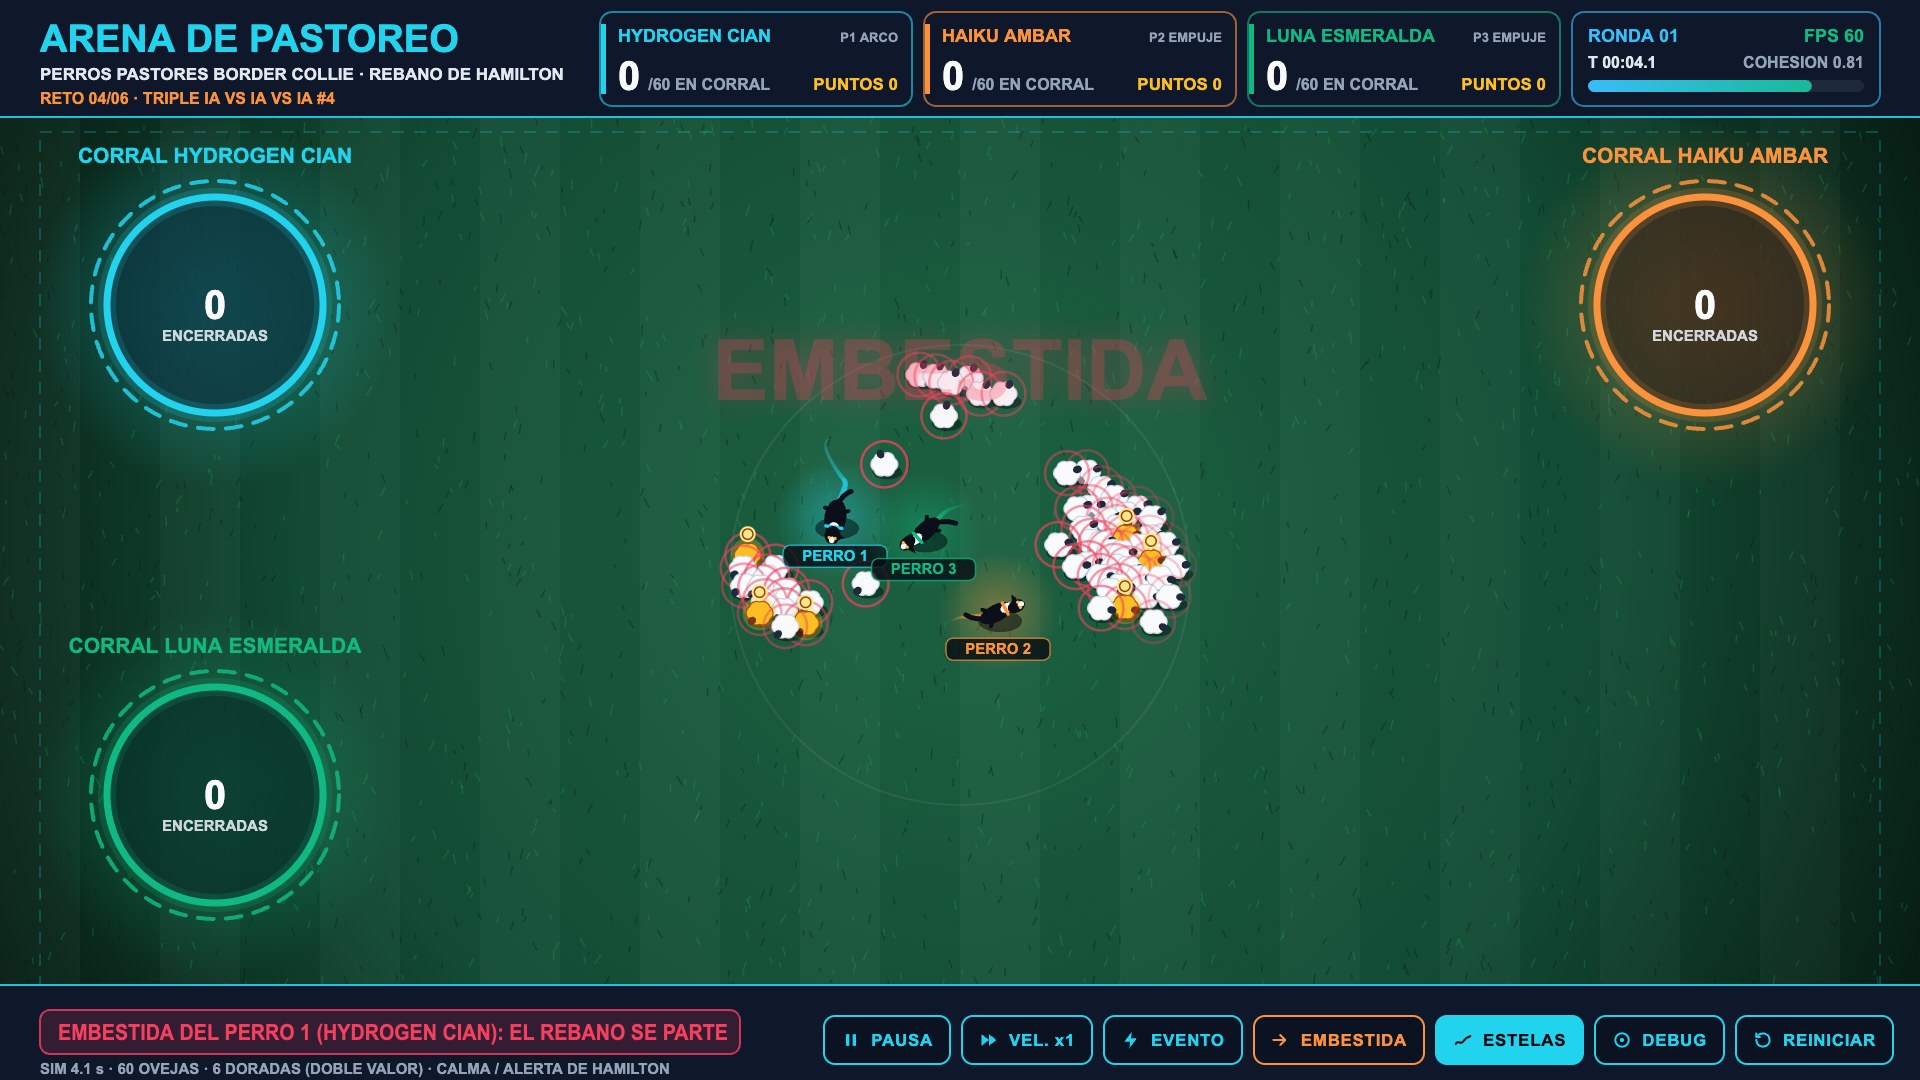 ARENA DE PASTOREO
PERROS PASTORES BORDER COLLIE · REBANO DE HAMILTON
RETO 04/06 · TRIPLE IA VS IA VS IA #4
HYDROGEN CIAN P1 ARCO
0 /60 EN CORRAL PUNTOS 0
HAIKU AMBAR P2 EMPUJE
0 /60 EN CORRAL PUNTOS 0
LUNA ESMERALDA P3 EMPUJE
0 /60 EN CORRAL PUNTOS 0
RONDA 01 FPS 60
T 00:04.1 COHESION 0.81
CORRAL HYDROGEN CIAN
0
ENCERRADAS
CORRAL HAIKU AMBAR
0
ENCERRADAS
EMBESTIDA
PERRO 1
PERRO 3
PERRO 2
CORRAL LUNA ESMERALDA
0
ENCERRADAS
EMBESTIDA DEL PERRO 1 (HYDROGEN CIAN): EL REBANO SE PARTE
SIM 4.1 s · 60 OVEJAS · 6 DORADAS (DOBLE VALOR) · CALMA / ALERTA DE HAMILTON
PAUSA
VEL. x1
EVENTO
EMBESTIDA
ESTELAS
DEBUG
REINICIAR